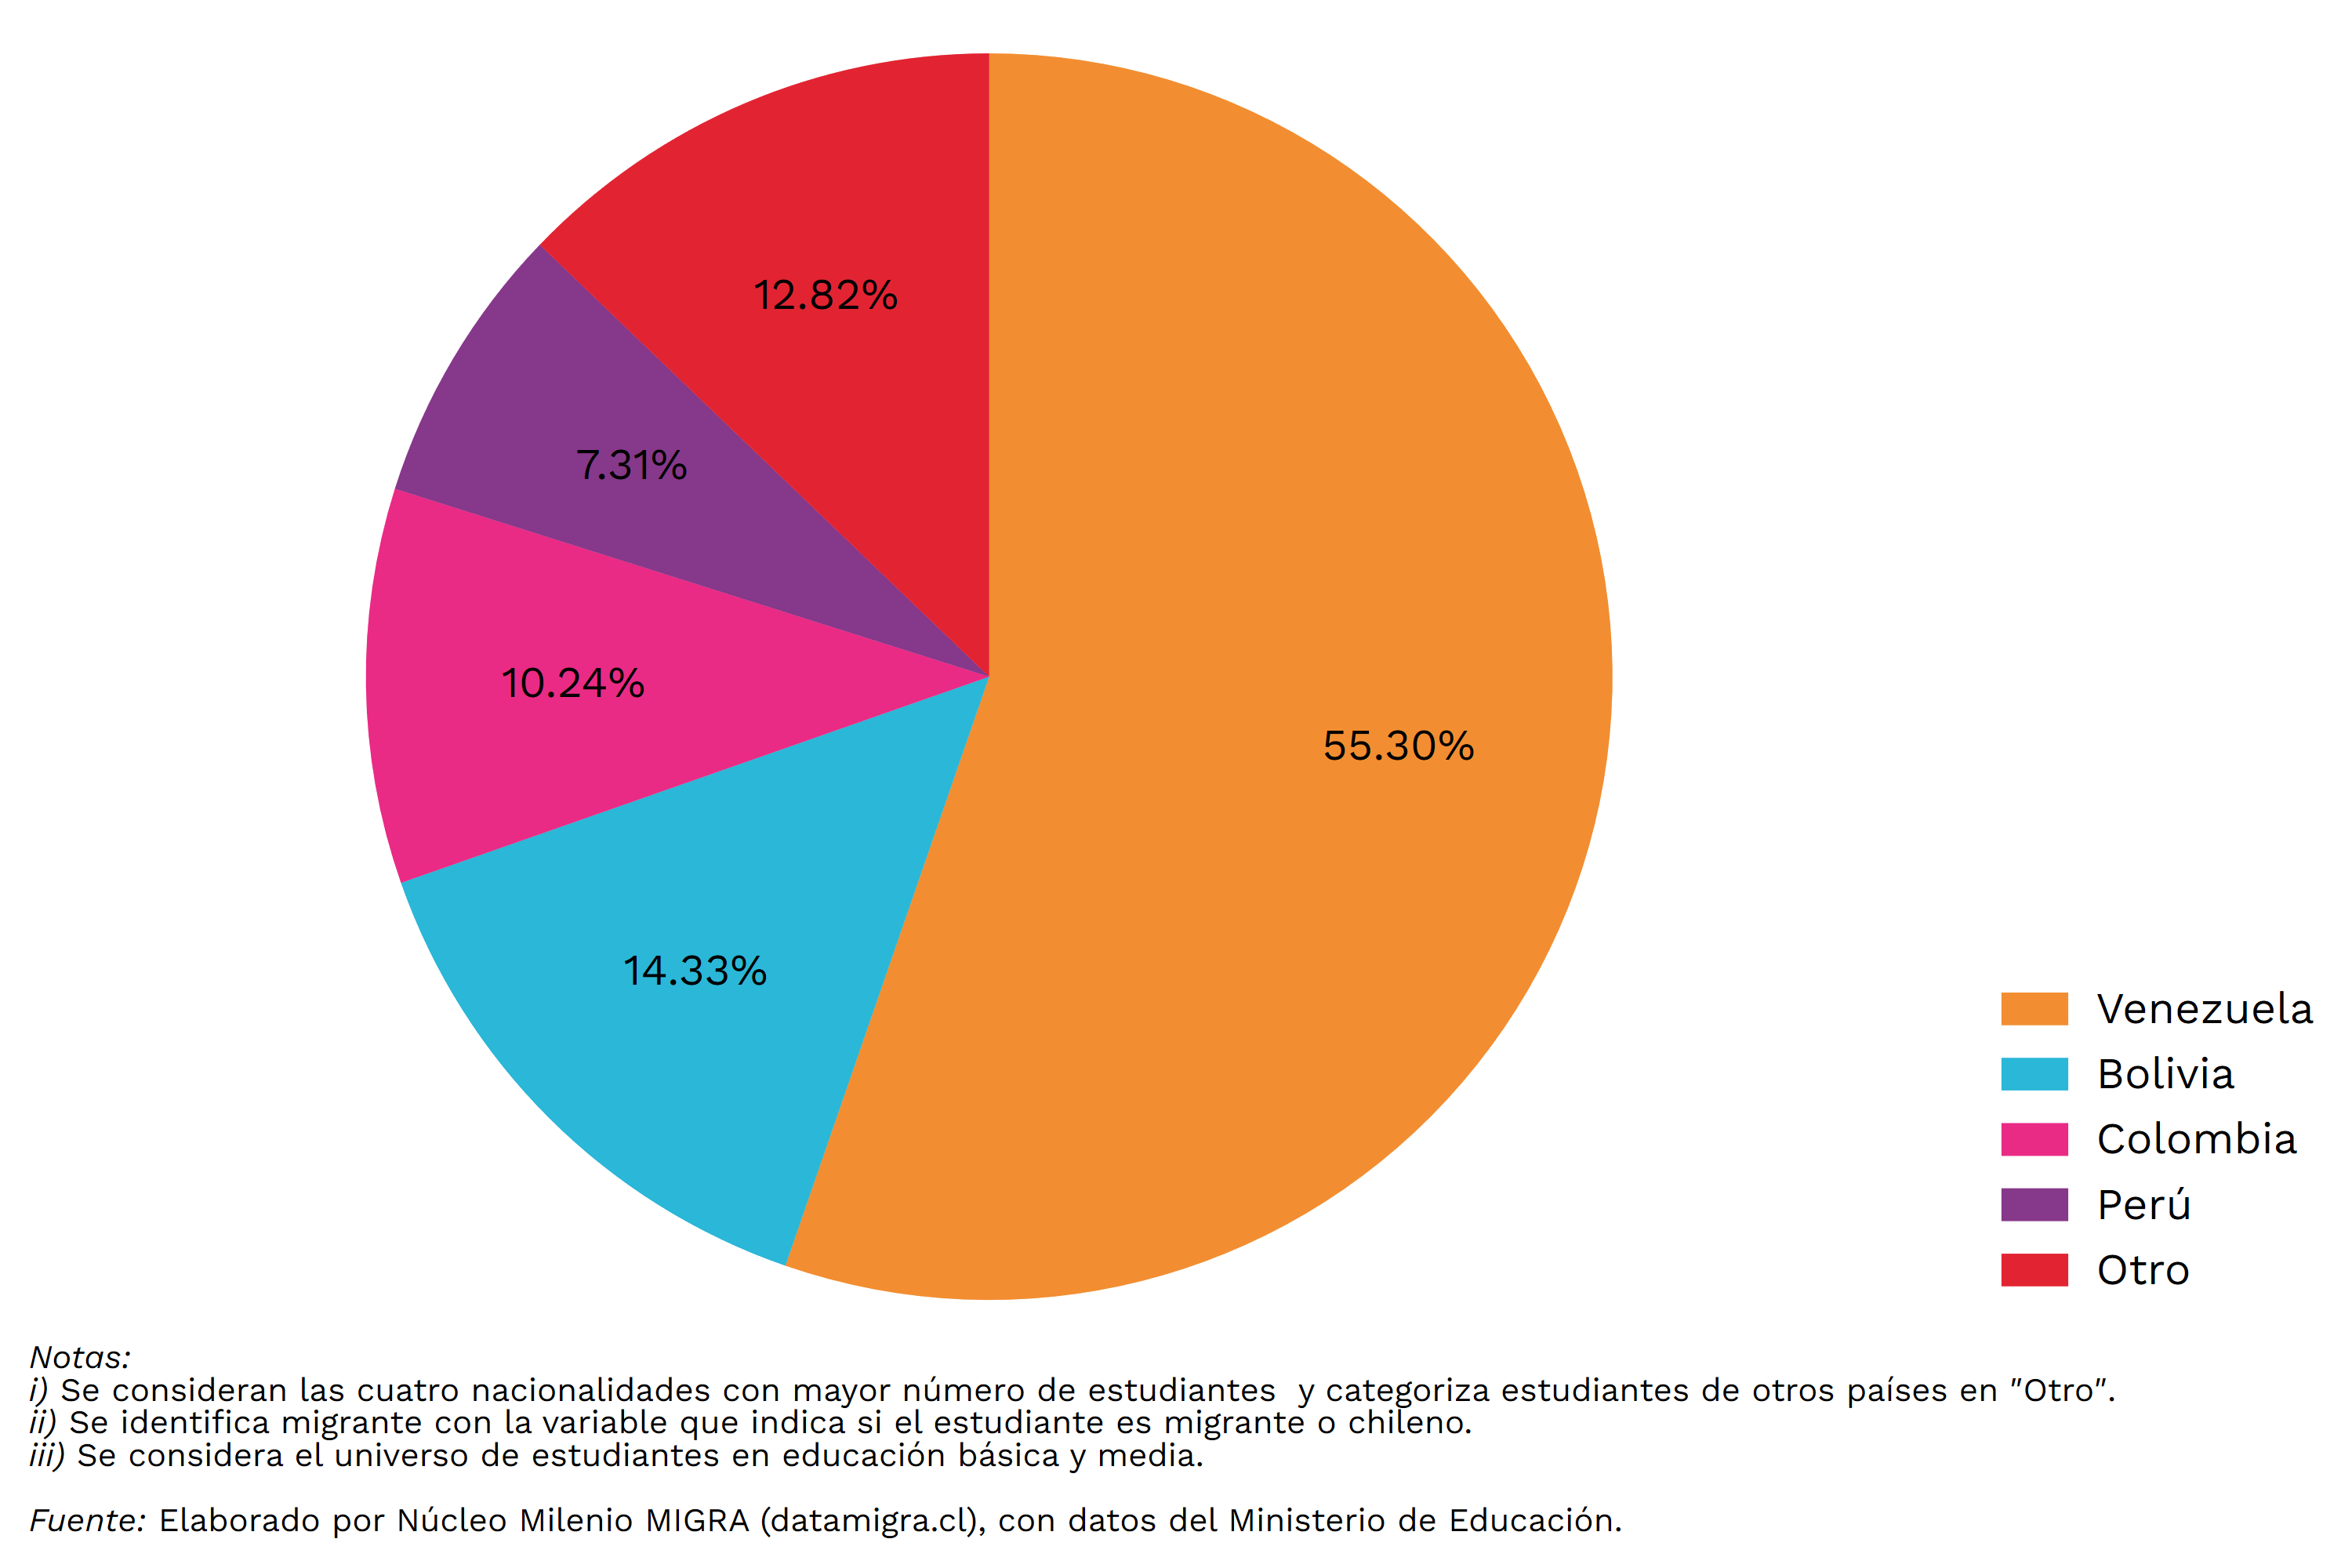 12.82%
7.31%
10.24%
55.30%
14.33%
Venezuela
Bolivia
Colombia
Perú
Otro
Notas:
i) Se consideran las cuatro nacionalidades con mayor número de estudiantes  y categoriza estudiantes de otros países en "Otro".
ii) Se identifica migrante con la variable que indica si el estudiante es migrante o chileno.
iii) Se considera el universo de estudiantes en educación básica y media.
Fuente: Elaborado por Núcleo Milenio MIGRA (datamigra.cl), con datos del Ministerio de Educación.